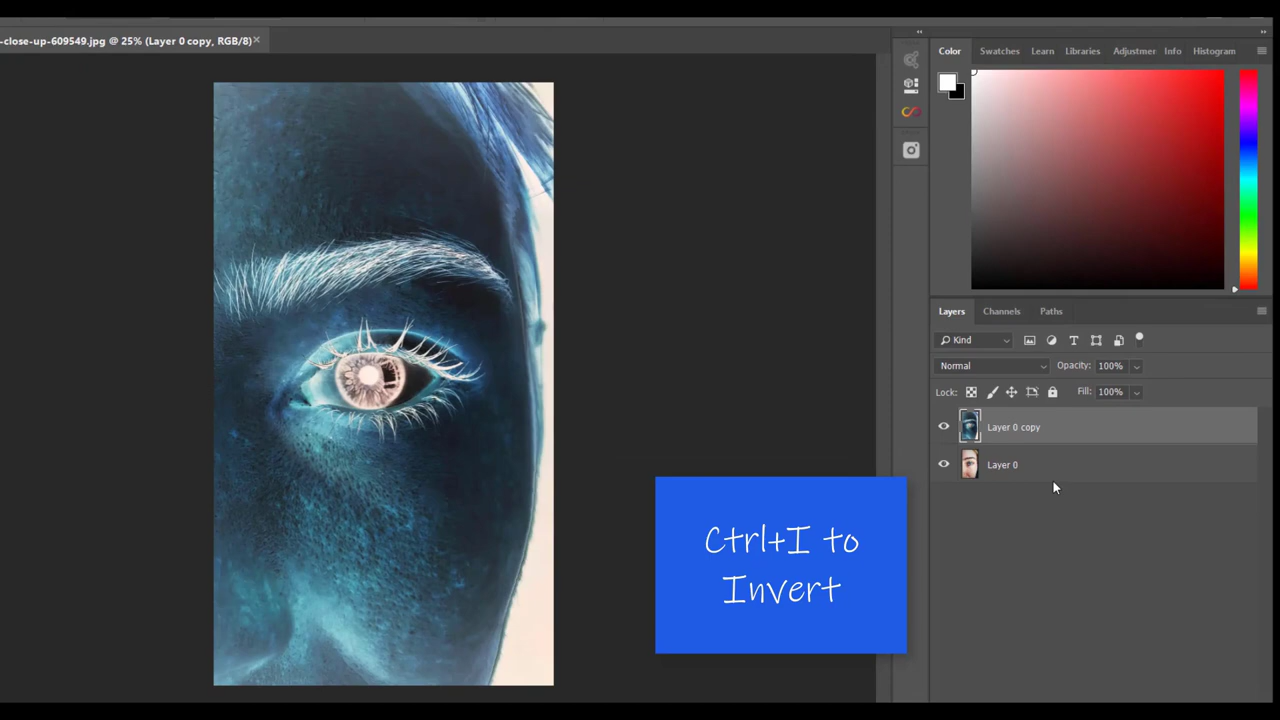 -close-up-609549.jpg @ 25% (Layer 0 copy, RGB/8)
Color
Swatches
Learn
Libraries
Adjustmer
Info
Histogram
Layers
Channels
Paths
Kind
Normal
Opacity: 100%
Lock:
Fill: 100%
Layer 0 copy
Layer 0
Ctrl+I to
Invert